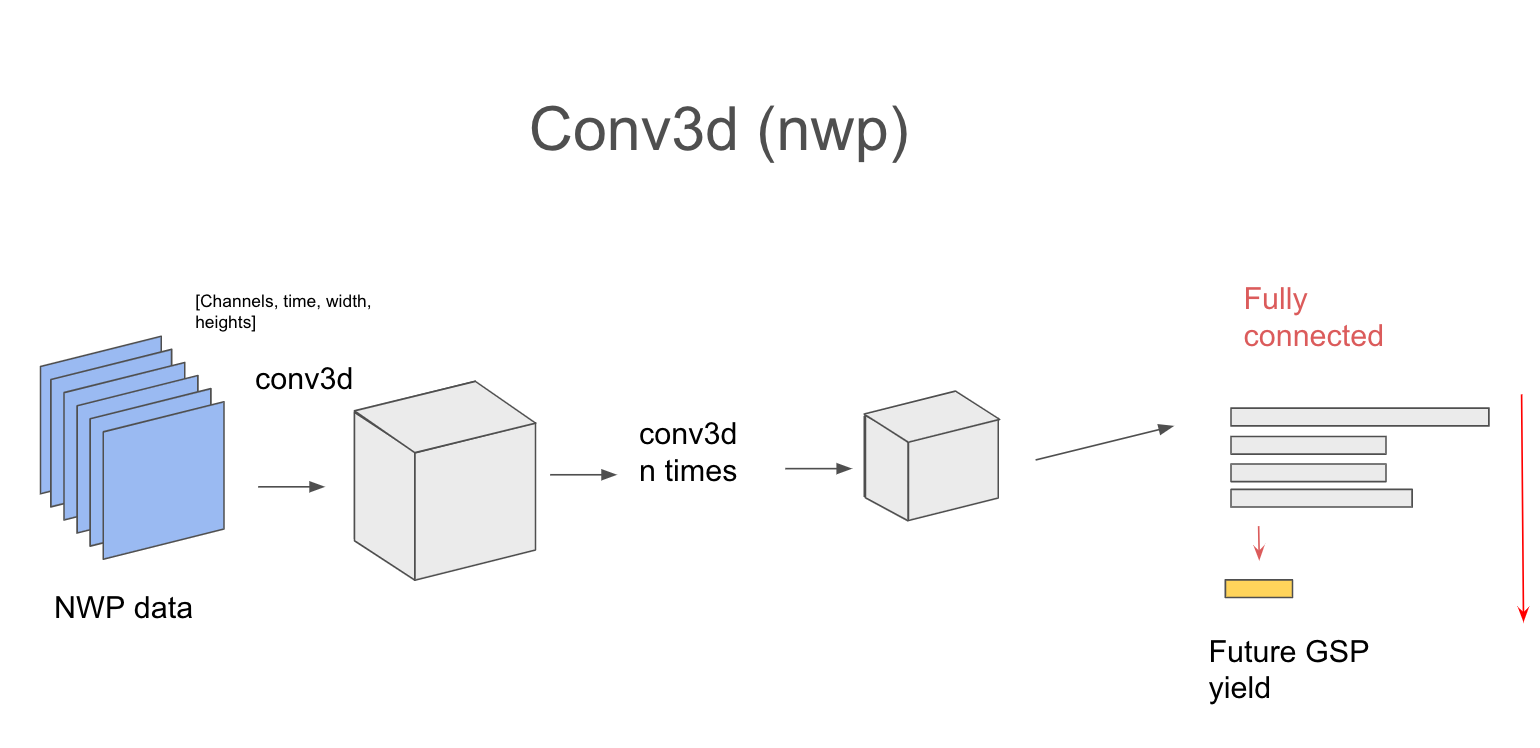 Conv3d (nwp)
[Channels, time, width,
heights]
conv3d
NWP data
conv3d
n times
Fully
connected
Future GSP
yield